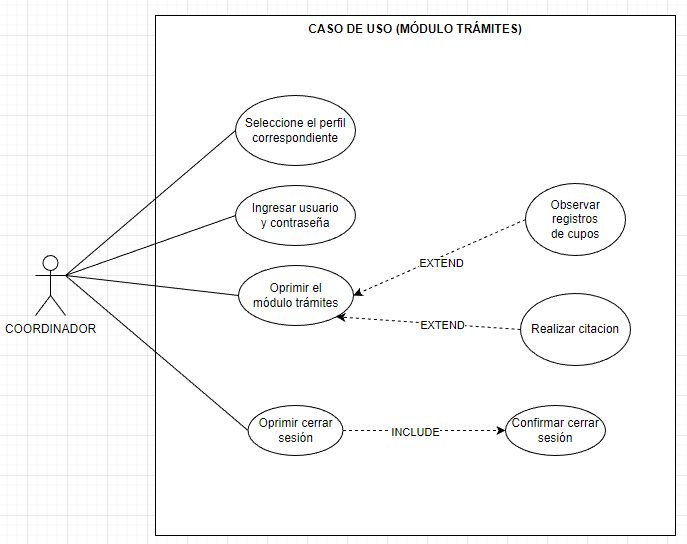 CASO DE USO (MÓDULO TRÁMITES)
Seleccione el perfil
correspondiente
Ingresar usuario
y contraseña
Observar
registros
de cupos
EXTEND
Oprimir el
módulo trámites
COORDINADOR
EXTEND
Realizar citacion
Oprimir cerrar
sesión
INCLUDE
Confirmar cerrar
sesión